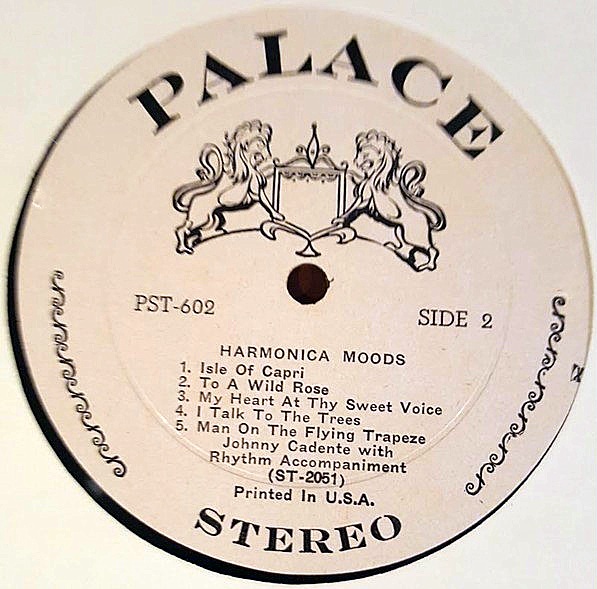 PALACE
PST-602
SIDE 2
HARMONICA MOODS
1. Isle Of Capri
2. To A Wild Rose
3. My Heart At Thy Sweet Voice
4. I Talk To The Trees
5. Man On The Flying Trapeze
Johnny Cadente with
Rhythm Accompaniment
(ST-2051)
Printed In U.S.A.
STEREO